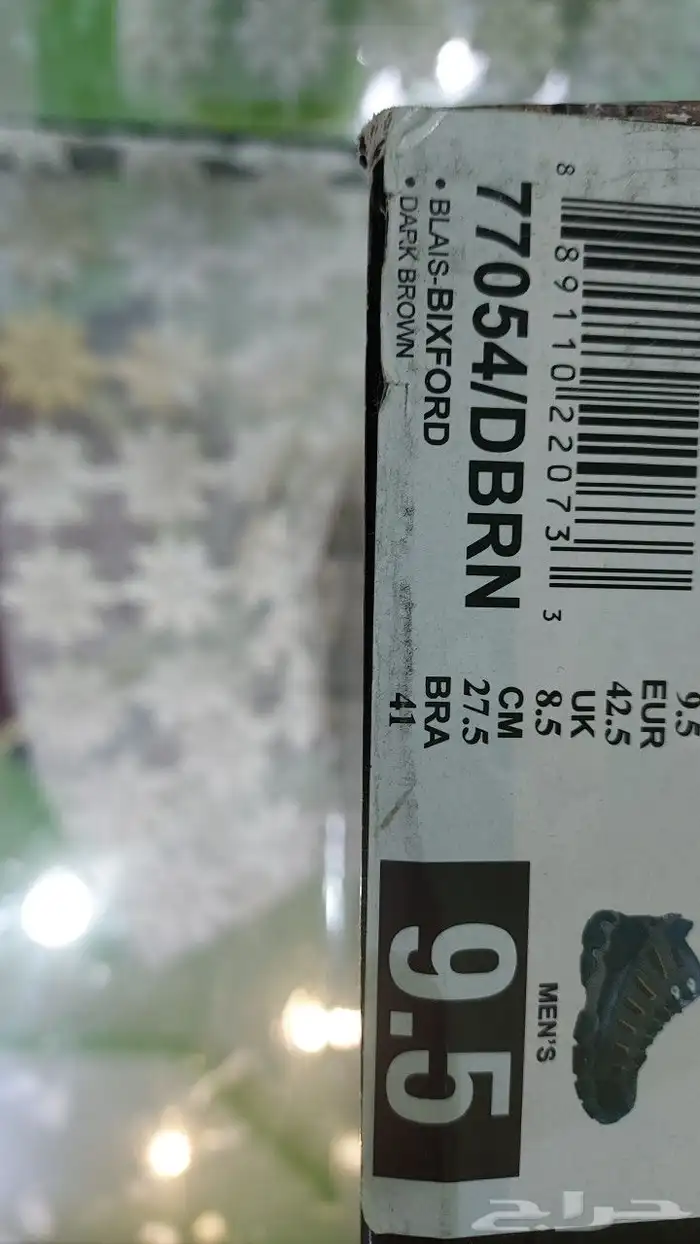 8 89110 22073 3
77054/DBRN
• BLAIS-BIXFORD
• DARK BROWN
9.5
EUR
42.5
UK
8.5
CM
27.5
BRA
41
MEN'S
9.5
حراج